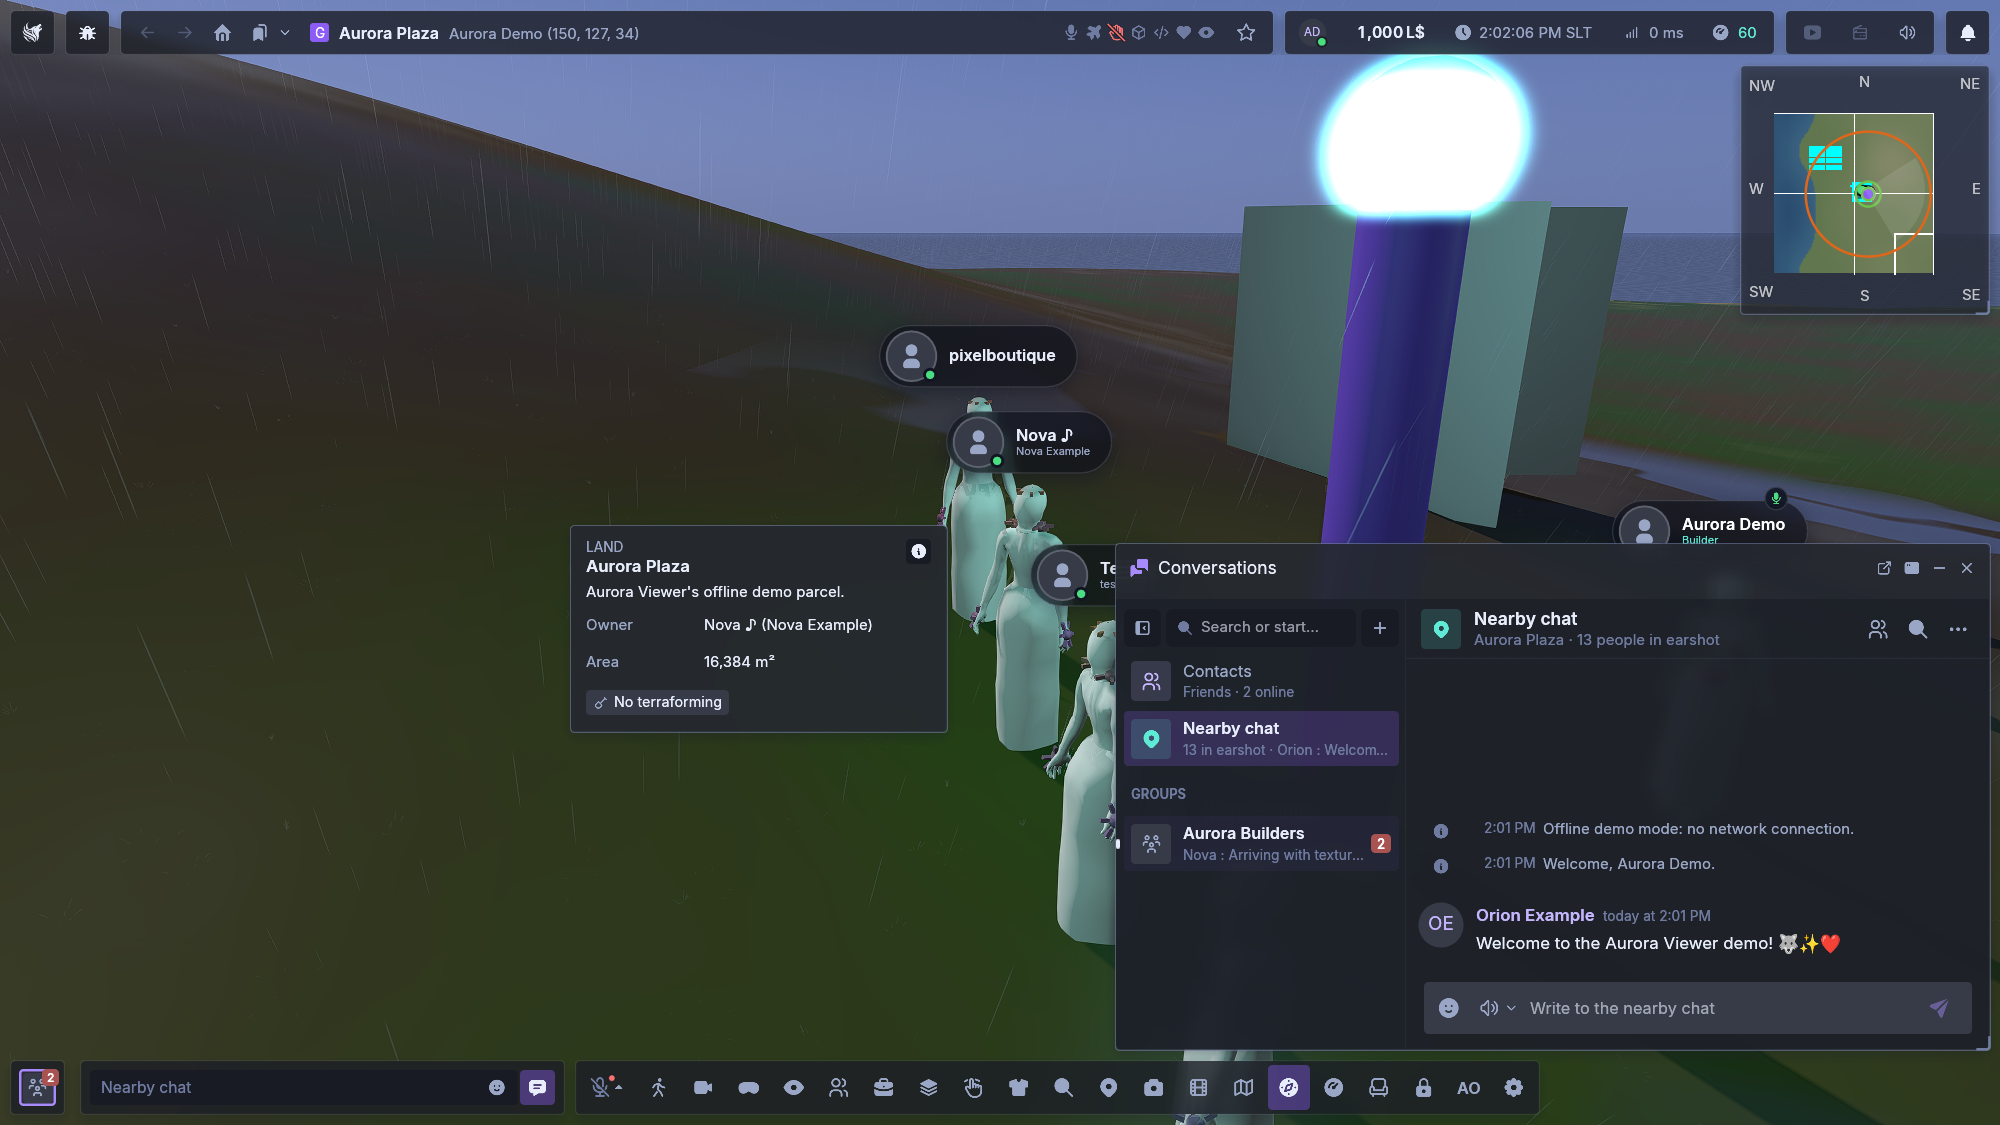 G Aurora Plaza Aurora Demo (150, 127, 34)
AD 1,000 L$ 2:02:06 PM SLT 0 ms 60
NW N NE
W E
SW S SE
pixelboutique
Nova ♪
Nova Example
Aurora Demo
Builder
LAND
Aurora Plaza
Aurora Viewer's offline demo parcel.
Owner Nova ♪ (Nova Example)
Area 16,384 m²
No terraforming
Te
tes
Conversations
Search or start...
Contacts
Friends · 2 online
Nearby chat
13 in earshot · Orion : Welcom...
GROUPS
Aurora Builders
Nova : Arriving with textur...
2
Nearby chat
Aurora Plaza · 13 people in earshot
2:01 PM Offline demo mode: no network connection.
2:01 PM Welcome, Aurora Demo.
OE Orion Example today at 2:01 PM
Welcome to the Aurora Viewer demo! 🐺✨❤️
Write to the nearby chat
2
Nearby chat
AO